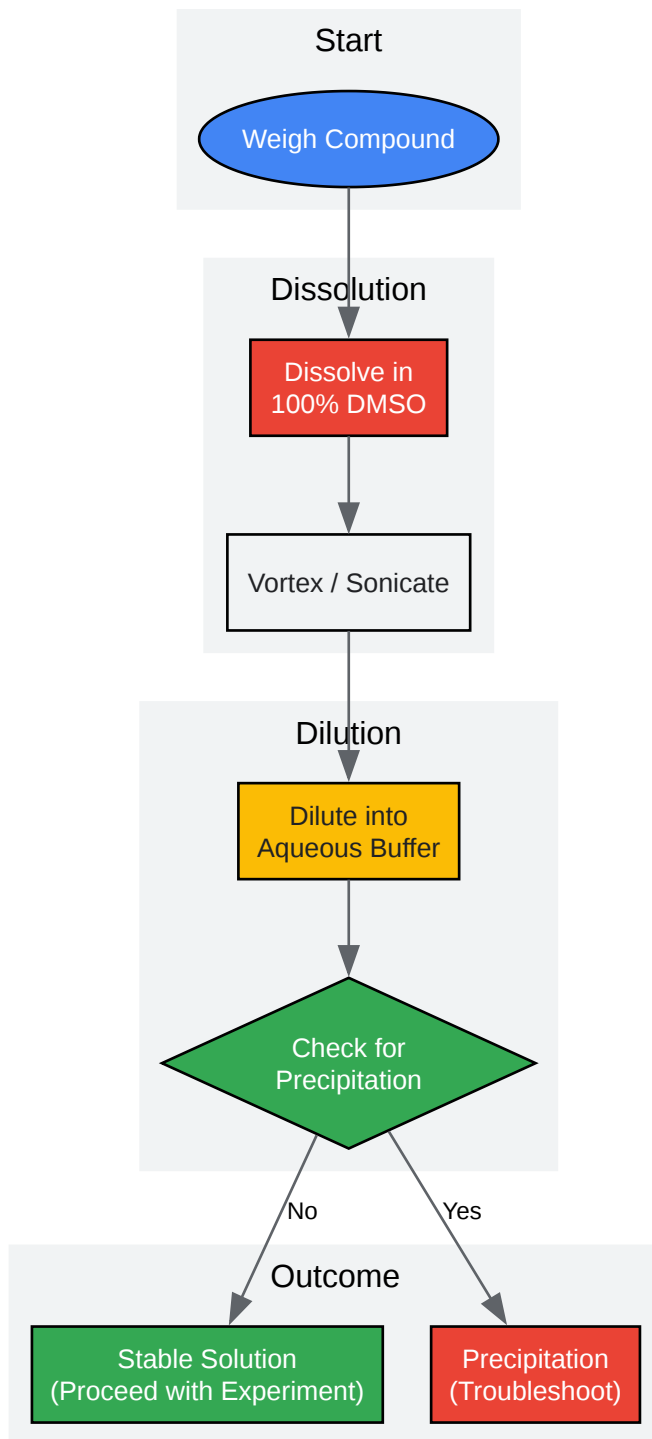 Start
Weigh Compound
Dissolution
Dissolve in
100% DMSO
Vortex / Sonicate
Dilution
Dilute into
Aqueous Buffer
Check for
Precipitation
No
Yes
Outcome
Stable Solution
(Proceed with Experiment)
Precipitation
(Troubleshoot)